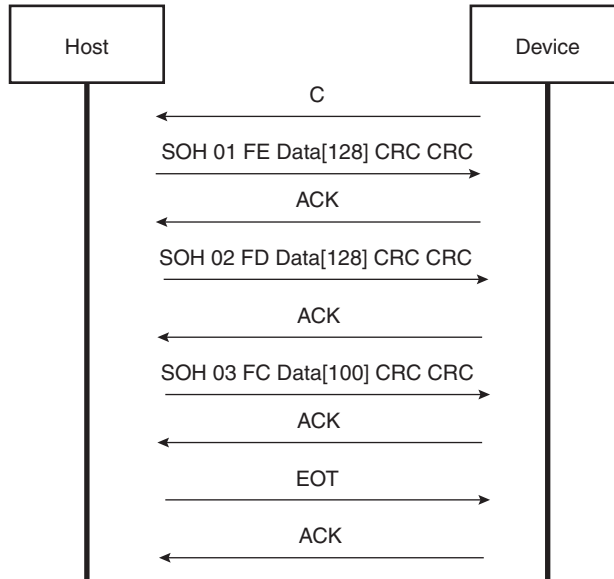 Host
Device
C
SOH 01 FE Data[128] CRC CRC
ACK
SOH 02 FD Data[128] CRC CRC
ACK
SOH 03 FC Data[100] CRC CRC
ACK
EOT
ACK